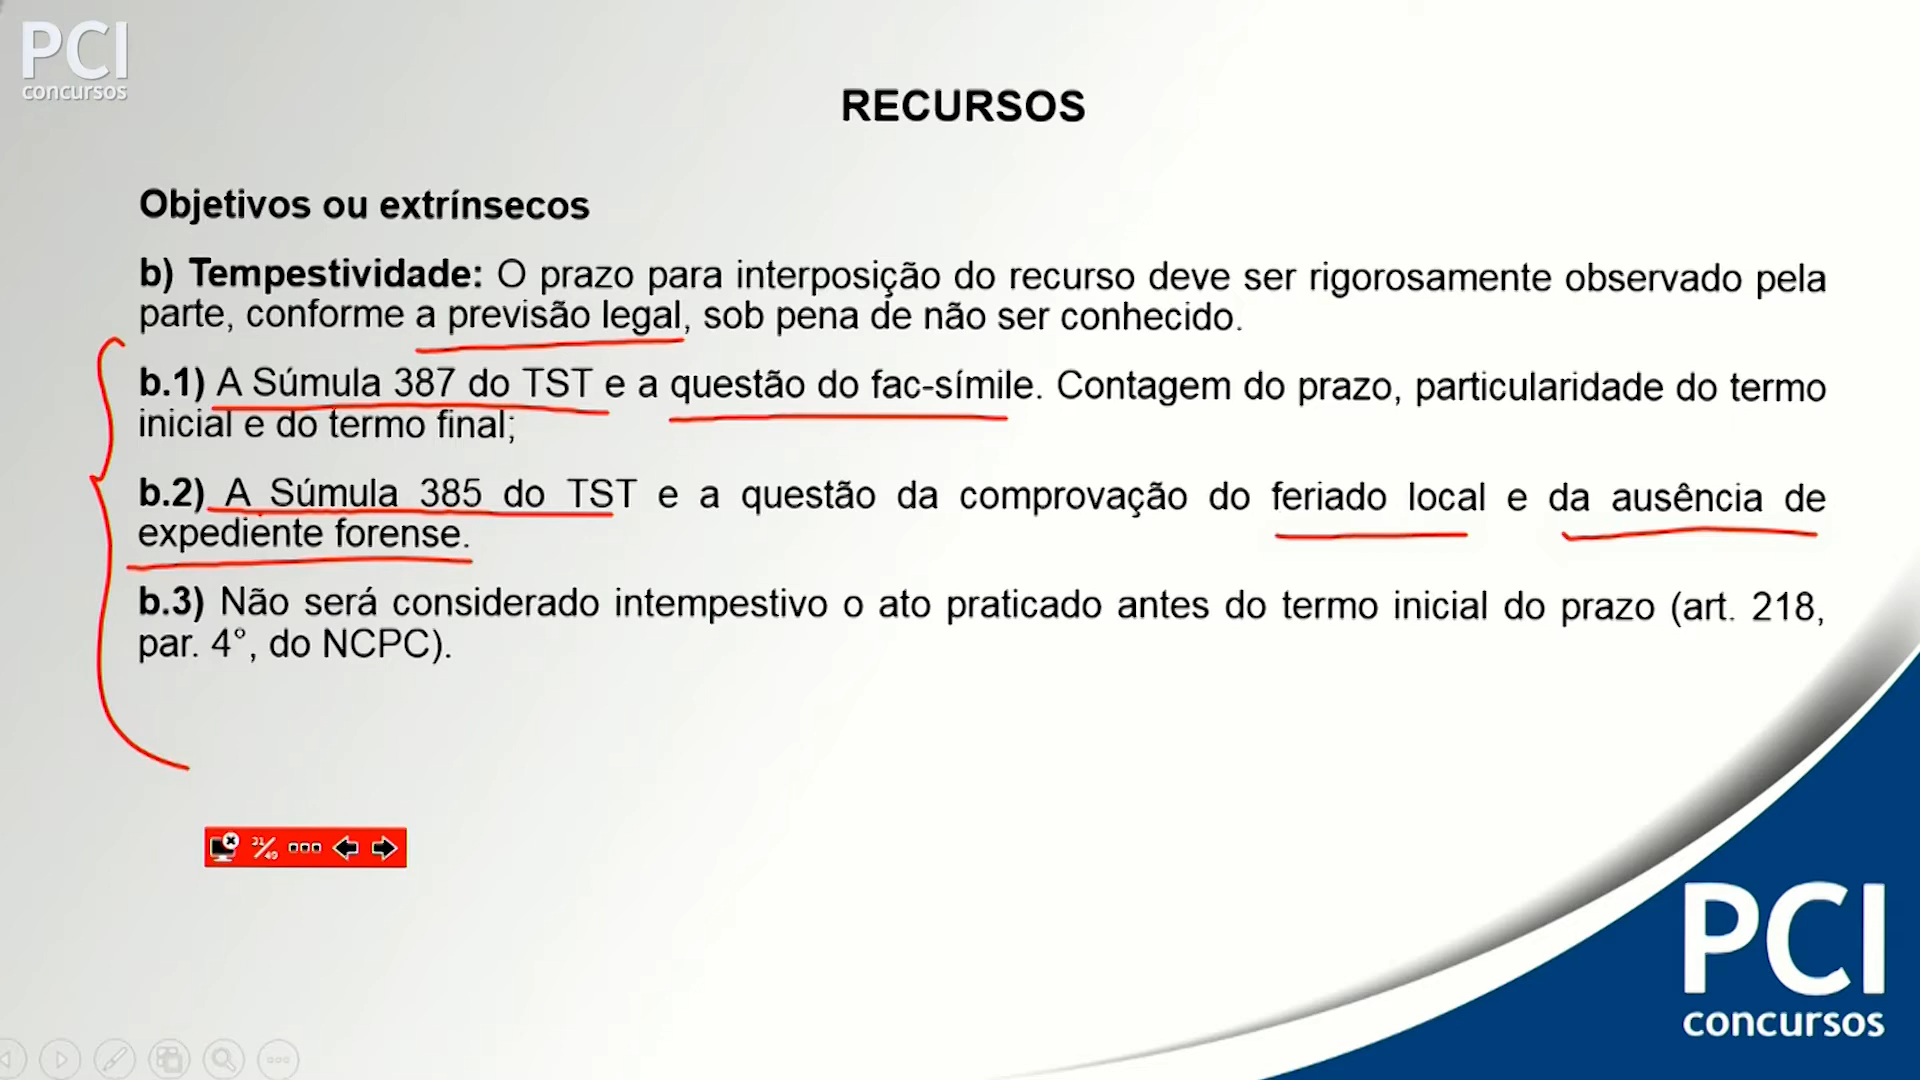 PCI
concursos
RECURSOS
Objetivos ou extrínsecos
b) Tempestividade: O prazo para interposição do recurso deve ser rigorosamente observado pela
parte, conforme a previsão legal, sob pena de não ser conhecido.
b.1) A Súmula 387 do TST e a questão do fac-símile. Contagem do prazo, particularidade do termo
inicial e do termo final;
b.2) A Súmula 385 do TST e a questão da comprovação do feriado local e da ausência de
expediente forense.
b.3) Não será considerado intempestivo o ato praticado antes do termo inicial do prazo (art. 218,
par. 4°, do NCPC).
31/49
PCI
concursos